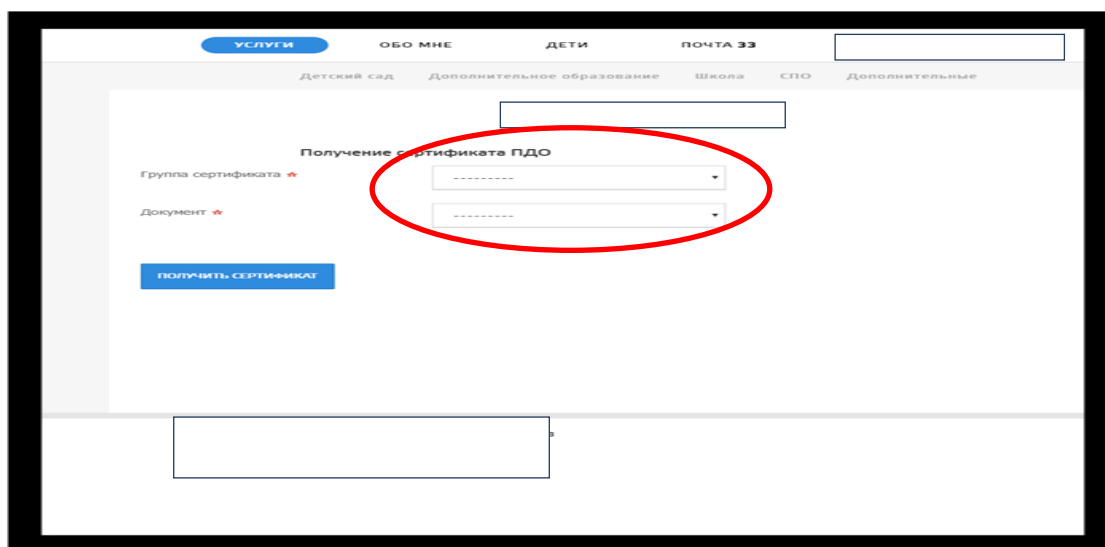 УСЛУГИ ОБО МНЕ ДЕТИ ПОЧТА 33
Детский сад Дополнительное образование Школа СПО Дополнительные
Получение сертификата ПДО
Группа сертификата * ---------
Документ * ---------
ПОЛУЧИТЬ СЕРТИФИКАТ